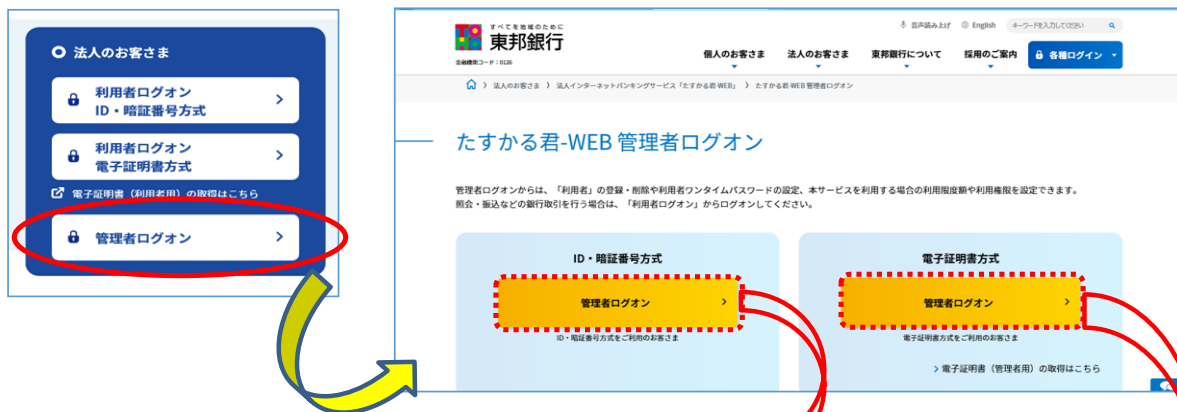 法人のお客さま
利用者ログオン
ID・暗証番号方式
利用者ログオン
電子証明書方式
電子証明書（利用者用）の取得はこちら
管理者ログオン
すべてを地域のために
東邦銀行
金融機関コード：0126
音声読み上げ
English
キーワードを入力してください
個人のお客さま
法人のお客さま
東邦銀行について
採用のご案内
各種ログイン
法人のお客さま 〉 法人インターネットバンキングサービス「たすかる君-WEB」 〉 たすかる君-WEB 管理者ログオン
たすかる君-WEB 管理者ログオン
管理者ログオンからは、「利用者」の登録・削除や利用者ワンタイムパスワードの設定、本サービスを利用する場合の利用限度額や利用権限を設定できます。
照会・振込などの銀行取引を行う場合は、「利用者ログオン」からログオンしてください。
ID・暗証番号方式
管理者ログオン
ID・暗証番号方式をご利用のお客さま
電子証明書方式
管理者ログオン
電子証明書方式をご利用のお客さま
電子証明書（管理者用）の取得はこちら